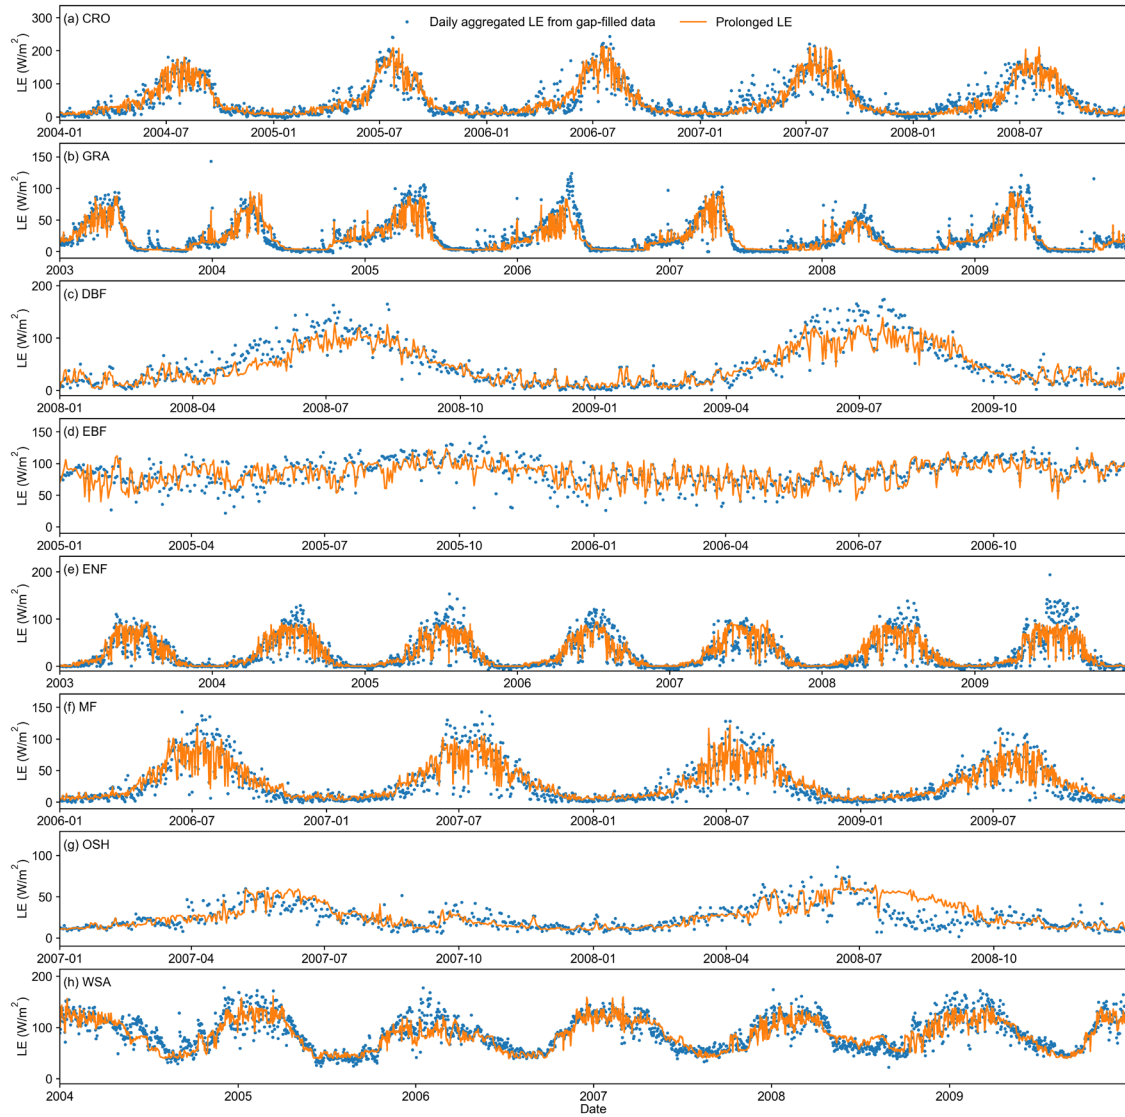 (a) CRO
Daily aggregated LE from gap-filled data
Prolonged LE
LE (W/m²)
300
200
100
0
2004-01 2004-07 2005-01 2005-07 2006-01 2006-07 2007-01 2007-07 2008-01 2008-07
(b) GRA
LE (W/m²)
150
100
50
0
2003 2004 2005 2006 2007 2008 2009
(c) DBF
LE (W/m²)
200
100
0
2008-01 2008-04 2008-07 2008-10 2009-01 2009-04 2009-07 2009-10
(d) EBF
LE (W/m²)
150
100
50
0
2005-01 2005-04 2005-07 2005-10 2006-01 2006-04 2006-07 2006-10
(e) ENF
LE (W/m²)
200
100
0
2003 2004 2005 2006 2007 2008 2009
(f) MF
LE (W/m²)
150
100
50
0
2006-01 2006-07 2007-01 2007-07 2008-01 2008-07 2009-01 2009-07
(g) OSH
LE (W/m²)
100
50
0
2007-01 2007-04 2007-07 2007-10 2008-01 2008-04 2008-07 2008-10
(h) WSA
LE (W/m²)
200
100
0
2004 2005 2006 2007 2008 2009
Date